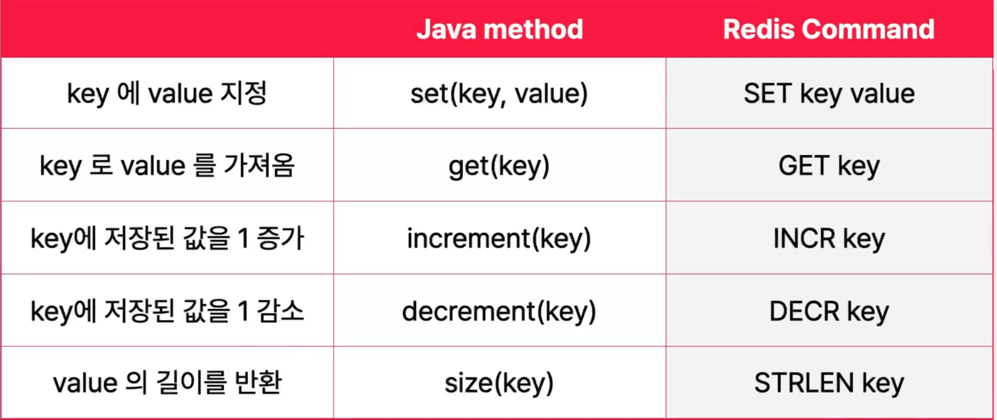 Java method Redis Command
key 에 value 지정 set(key, value) SET key value
key 로 value 를 가져옴 get(key) GET key
key에 저장된 값을 1 증가 increment(key) INCR key
key에 저장된 값을 1 감소 decrement(key) DECR key
value 의 길이를 반환 size(key) STRLEN key